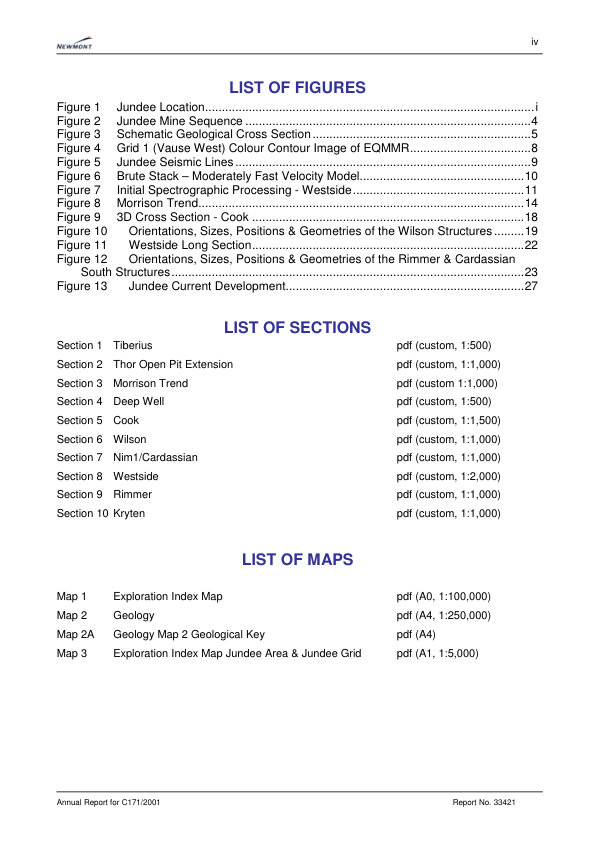 NEWMONT
iv
LIST OF FIGURES
Figure 1 Jundee Location....................................................................................................i
Figure 2 Jundee Mine Sequence .......................................................................................4
Figure 3 Schematic Geological Cross Section ..................................................................5
Figure 4 Grid 1 (Vause West) Colour Contour Image of EQMMR...................................8
Figure 5 Jundee Seismic Lines ..........................................................................................9
Figure 6 Brute Stack – Moderately Fast Velocity Model..................................................10
Figure 7 Initial Spectrographic Processing - Westside....................................................11
Figure 8 Morrison Trend...................................................................................................14
Figure 9 3D Cross Section - Cook ...................................................................................18
Figure 10 Orientations, Sizes, Positions & Geometries of the Wilson Structures .........19
Figure 11 Westside Long Section...................................................................................22
Figure 12 Orientations, Sizes, Positions & Geometries of the Rimmer & Cardassian
South Structures...........................................................................................................23
Figure 13 Jundee Current Development........................................................................27
LIST OF SECTIONS
Section 1 Tiberius pdf (custom, 1:500)
Section 2 Thor Open Pit Extension pdf (custom, 1:1,000)
Section 3 Morrison Trend pdf (custom 1:1,000)
Section 4 Deep Well pdf (custom, 1:500)
Section 5 Cook pdf (custom, 1:1,500)
Section 6 Wilson pdf (custom, 1:1,000)
Section 7 Nim1/Cardassian pdf (custom, 1:1,000)
Section 8 Westside pdf (custom, 1:2,000)
Section 9 Rimmer pdf (custom, 1:1,000)
Section 10 Kryten pdf (custom, 1:1,000)
LIST OF MAPS
Map 1 Exploration Index Map pdf (A0, 1:100,000)
Map 2 Geology pdf (A4, 1:250,000)
Map 2A Geology Map 2 Geological Key pdf (A4)
Map 3 Exploration Index Map Jundee Area & Jundee Grid pdf (A1, 1:5,000)
Annual Report for C171/2001 Report No. 33421